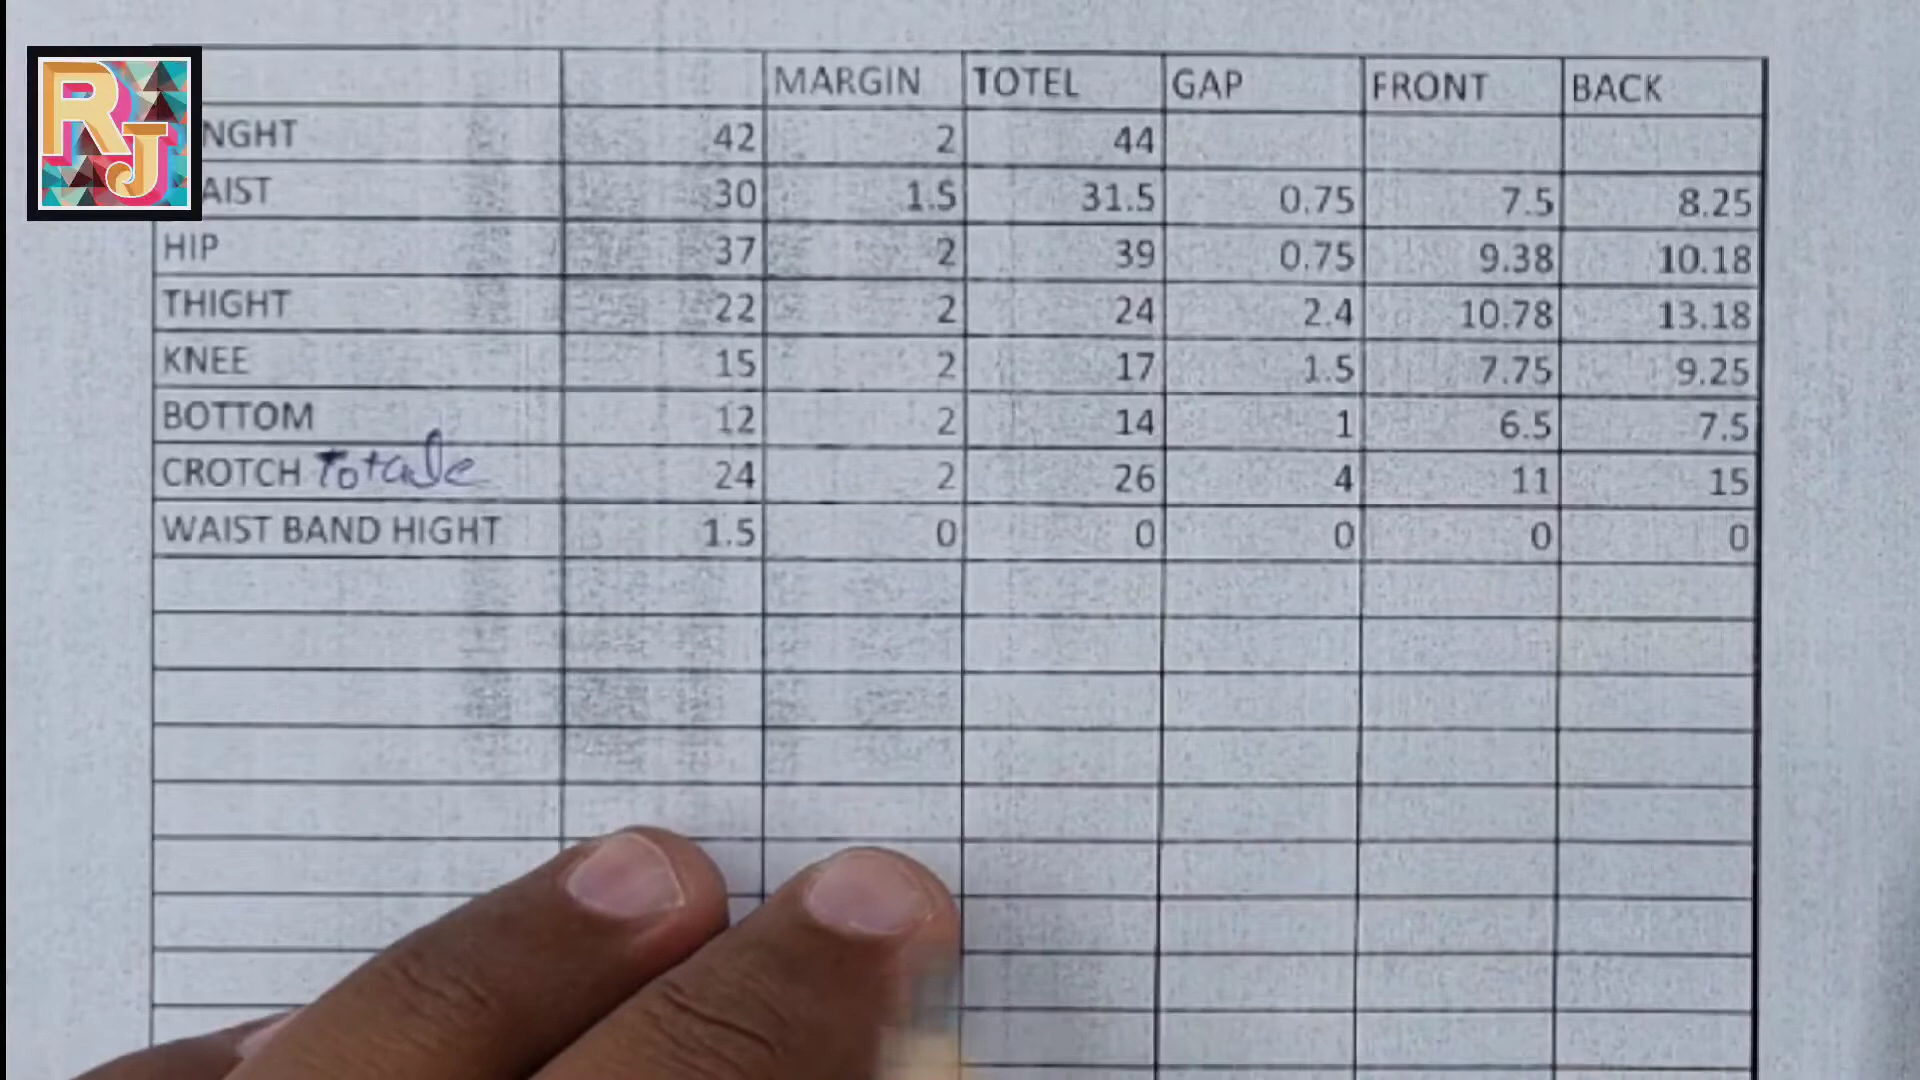 RJ
MARGIN TOTEL GAP FRONT BACK
NGHT 42 2 44
AIST 30 1.5 31.5 0.75 7.5 8.25
HIP 37 2 39 0.75 9.38 10.18
THIGHT 22 2 24 2.4 10.78 13.18
KNEE 15 2 17 1.5 7.75 9.25
BOTTOM 12 2 14 1 6.5 7.5
CROTCH Totale 24 2 26 4 11 15
WAIST BAND HIGHT 1.5 0 0 0 0 0